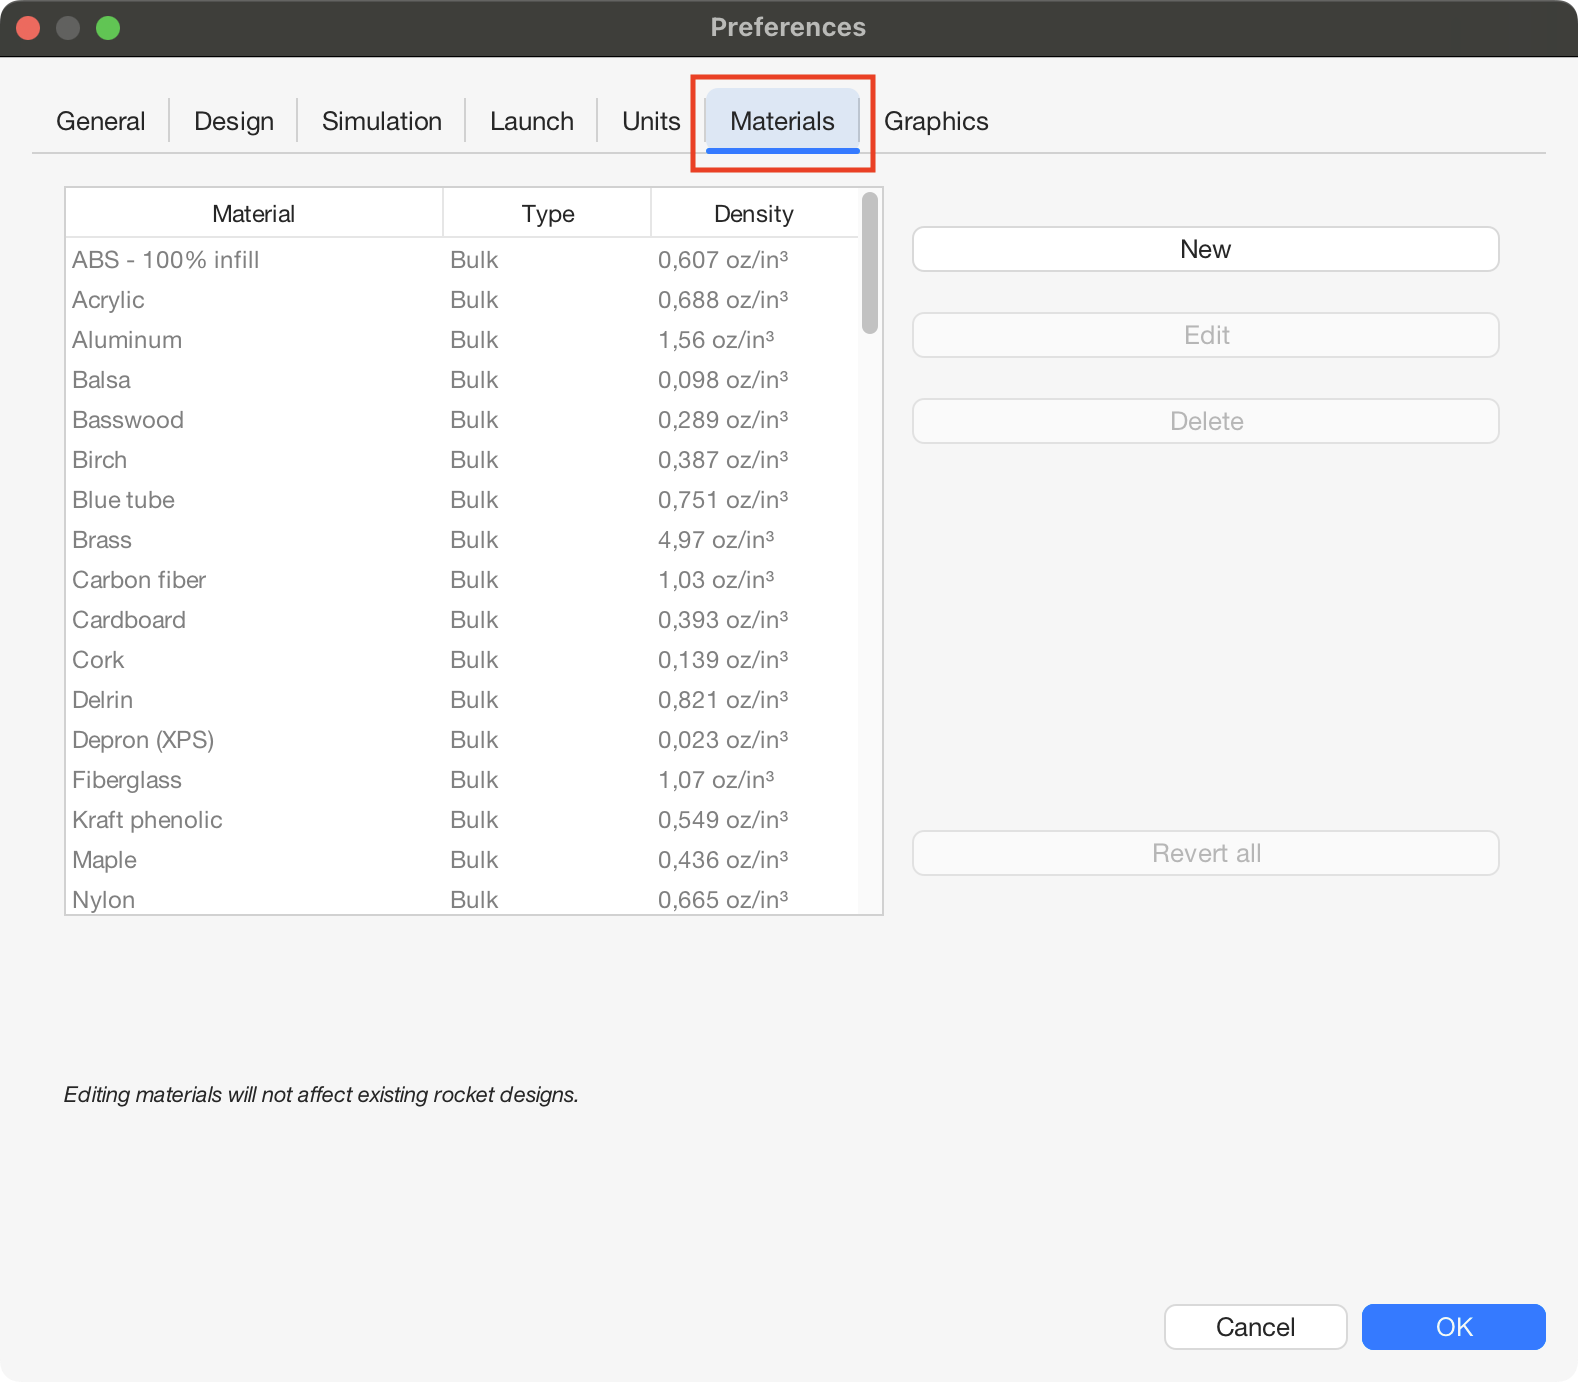 Preferences
General Design Simulation Launch Units Materials Graphics
Material Type Density
ABS - 100% infill Bulk 0,607 oz/in³
Acrylic Bulk 0,688 oz/in³
Aluminum Bulk 1,56 oz/in³
Balsa Bulk 0,098 oz/in³
Basswood Bulk 0,289 oz/in³
Birch Bulk 0,387 oz/in³
Blue tube Bulk 0,751 oz/in³
Brass Bulk 4,97 oz/in³
Carbon fiber Bulk 1,03 oz/in³
Cardboard Bulk 0,393 oz/in³
Cork Bulk 0,139 oz/in³
Delrin Bulk 0,821 oz/in³
Depron (XPS) Bulk 0,023 oz/in³
Fiberglass Bulk 1,07 oz/in³
Kraft phenolic Bulk 0,549 oz/in³
Maple Bulk 0,436 oz/in³
Nylon Bulk 0,665 oz/in³
New
Edit
Delete
Revert all
Editing materials will not affect existing rocket designs.
Cancel OK